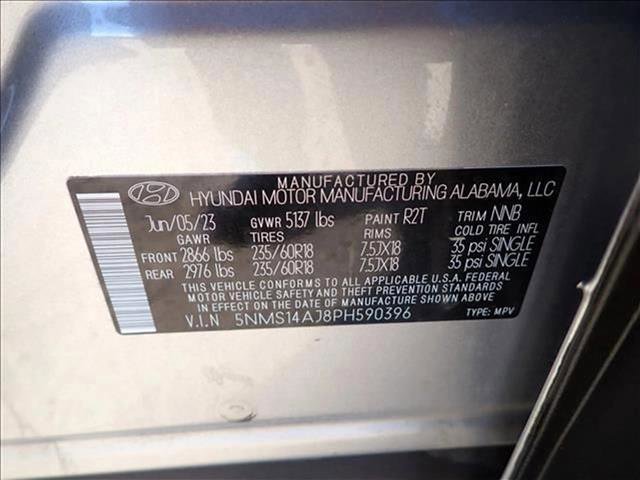 MANUFACTURED BY
HYUNDAI MOTOR MANUFACTURING ALABAMA, LLC
Jun/05/23 GVWR 5137 lbs PAINT R2T TRIM NNB
GAWR TIRES RIMS COLD TIRE INFL
FRONT 2866 lbs 235/60R18 7.5JX18 35 psi SINGLE
REAR 2976 lbs 235/60R18 7.5JX18 35 psi SINGLE
THIS VEHICLE CONFORMS TO ALL APPLICABLE U.S.A. FEDERAL
MOTOR VEHICLE SAFETY AND THEFT PREVENTION
STANDARDS IN EFFECT ON THE DATE OF MANUFACTURE SHOWN ABOVE.
V.I.N 5NMS14AJ8PH590396 TYPE: MPV